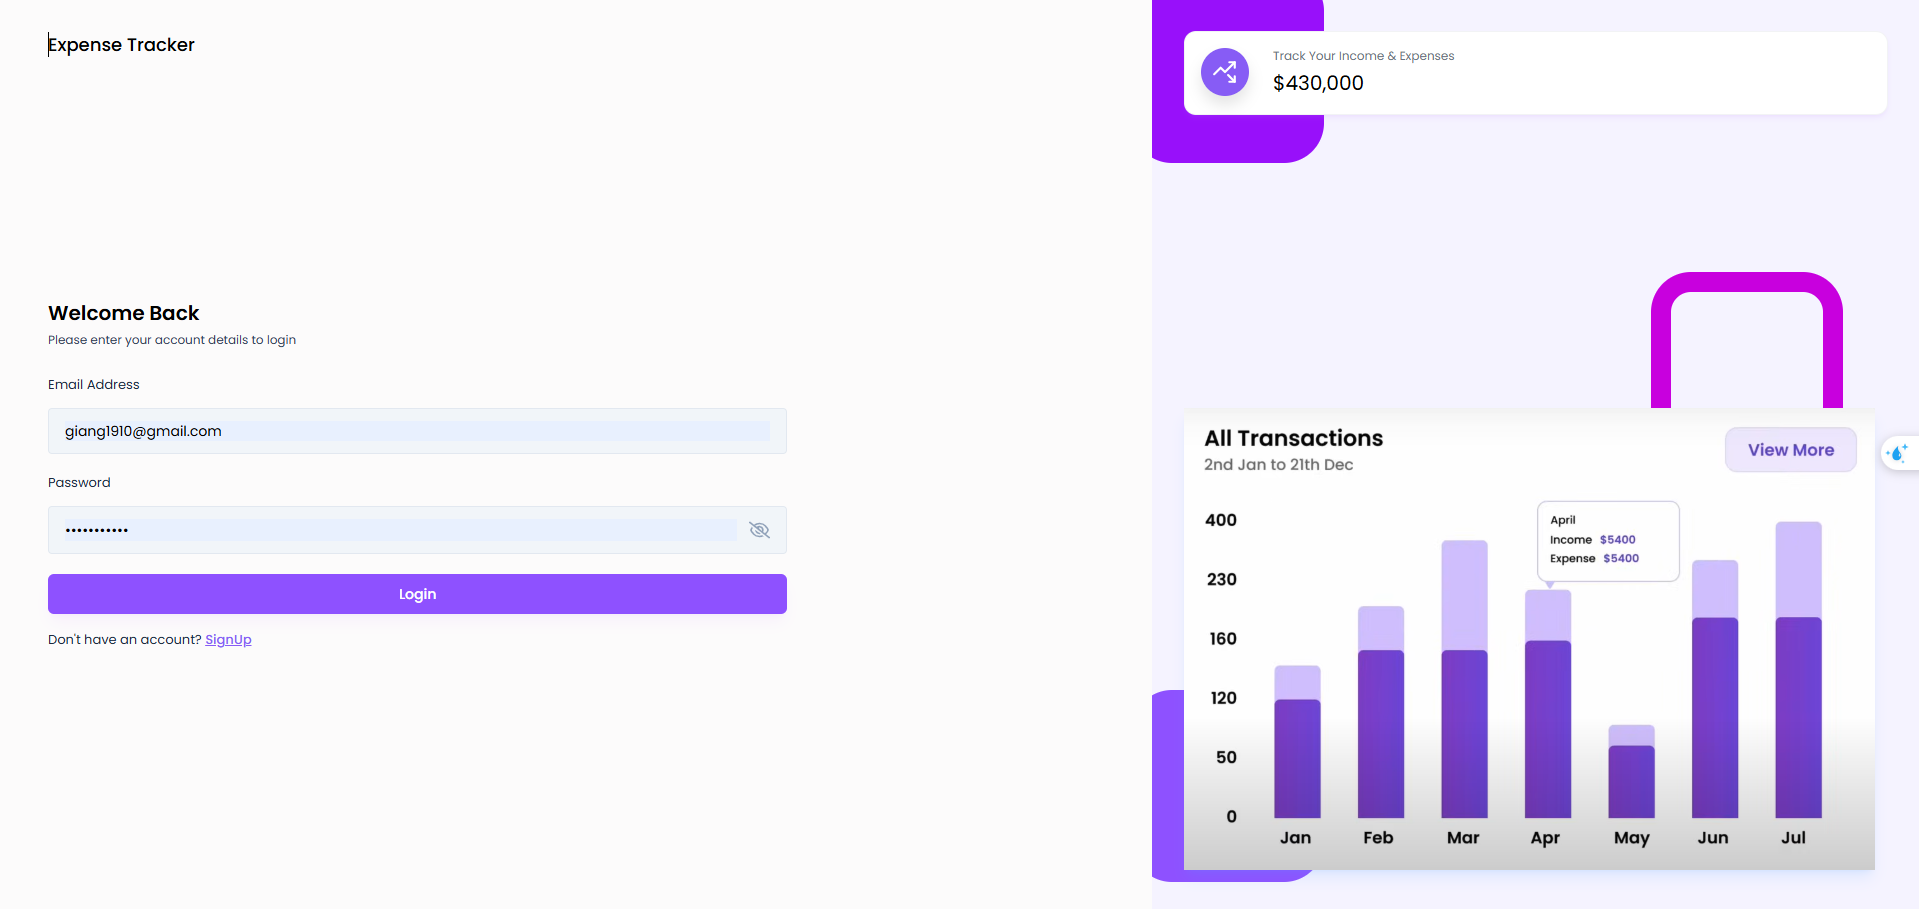 Expense Tracker
Welcome Back
Please enter your account details to login
Email Address
giang1910@gmail.com
Password
•••••••••••
Login
Don't have an account? SignUp
Track Your Income & Expenses
$430,000
All Transactions
2nd Jan to 21th Dec
View More
400
230
160
120
50
0
April
Income $5400
Expense $5400
Jan Feb Mar Apr May Jun Jul